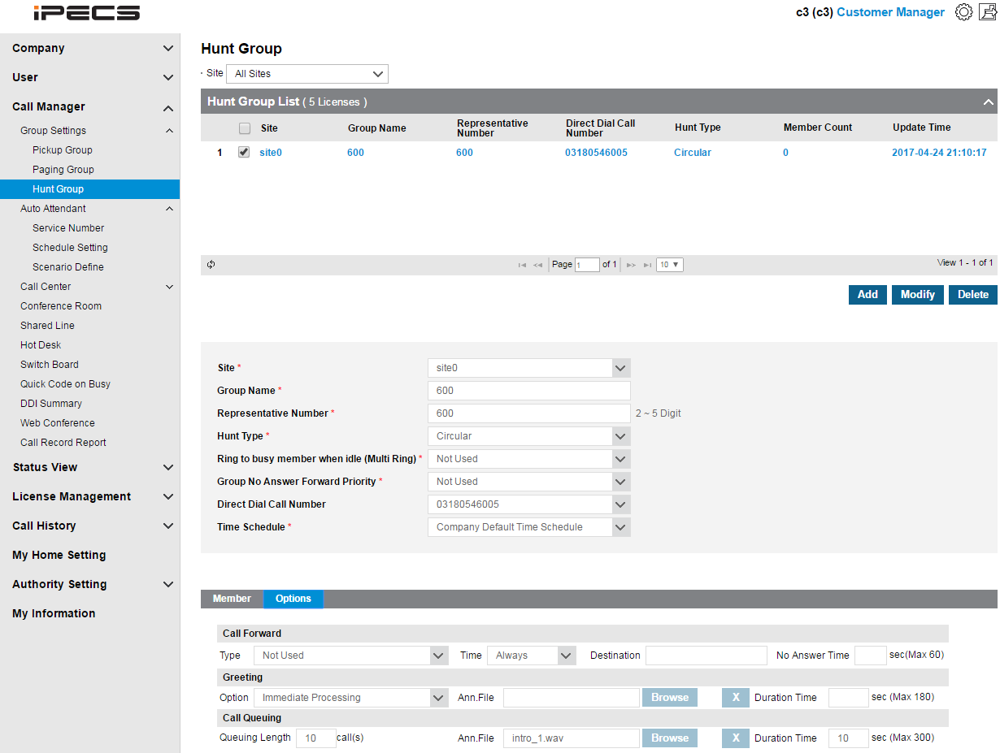 iPECS
c3 (c3) Customer Manager
Company
User
Call Manager
Group Settings
Pickup Group
Paging Group
Hunt Group
Auto Attendant
Service Number
Schedule Setting
Scenario Define
Call Center
Conference Room
Shared Line
Hot Desk
Switch Board
Quick Code on Busy
DDI Summary
Web Conference
Call Record Report
Status View
License Management
Call History
My Home Setting
Authority Setting
My Information
Hunt Group
· Site All Sites
Hunt Group List ( 5 Licenses )
Site Group Name Representative Number Direct Dial Call Number Hunt Type Member Count Update Time
1 site0 600 600 03180546005 Circular 0 2017-04-24 21:10:17
Page 1 of 1 10 View 1 - 1 of 1
Add Modify Delete
Site * site0
Group Name * 600
Representative Number * 600 2 ~ 5 Digit
Hunt Type * Circular
Ring to busy member when idle (Multi Ring) * Not Used
Group No Answer Forward Priority * Not Used
Direct Dial Call Number 03180546005
Time Schedule * Company Default Time Schedule
Member Options
Call Forward
Type Not Used Time Always Destination No Answer Time sec(Max 60)
Greeting
Option Immediate Processing Ann.File Browse X Duration Time sec (Max 180)
Call Queuing
Queuing Length 10 call(s) Ann.File intro_1.wav Browse X Duration Time 10 sec (Max 300)